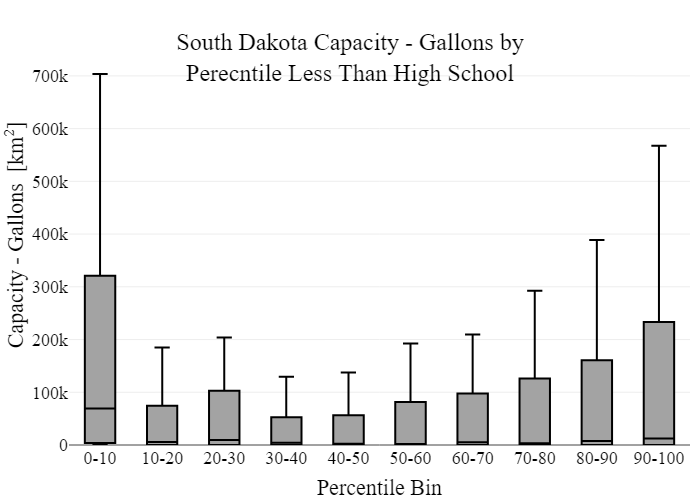 South Dakota Capacity - Gallons by
Perecntile Less Than High School
Capacity - Gallons [km²]
700k
600k
500k
400k
300k
200k
100k
0
0-10 10-20 20-30 30-40 40-50 50-60 60-70 70-80 80-90 90-100
Percentile Bin